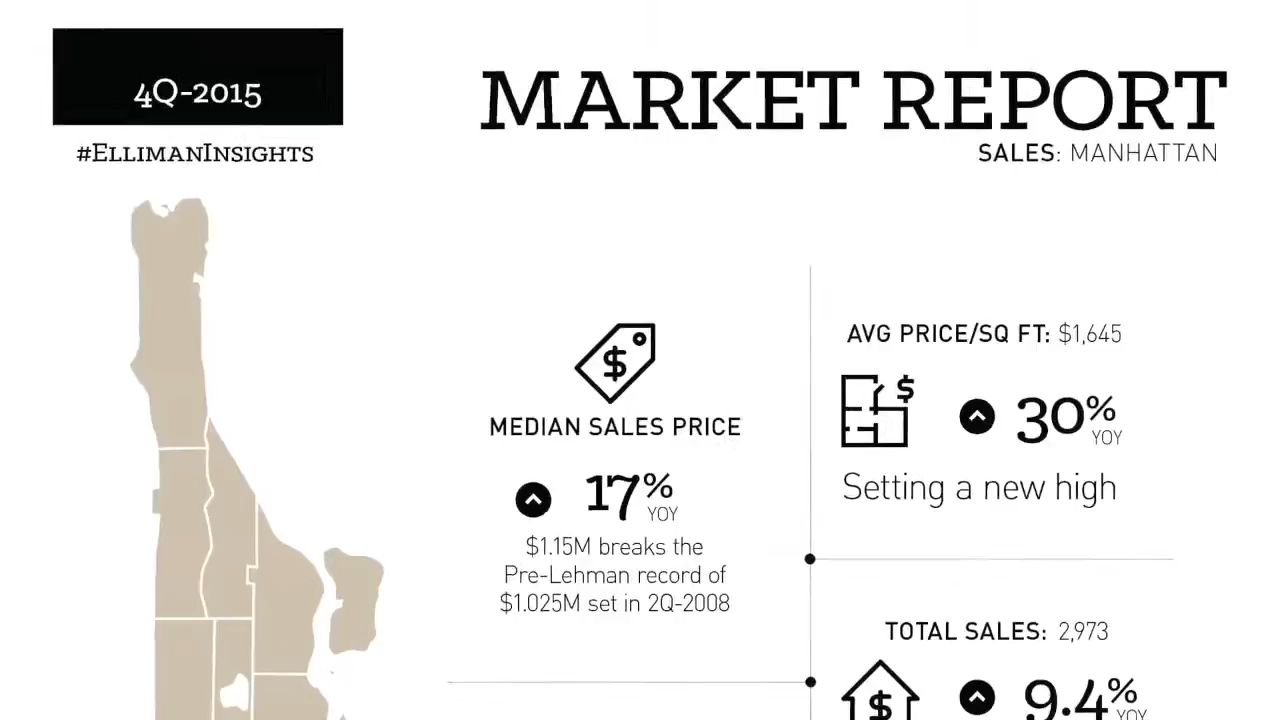 4Q-2015
#EllimanInsights
MARKET REPORT
SALES: MANHATTAN
$
MEDIAN SALES PRICE
17%
YOY
$1.15M breaks the
Pre-Lehman record of
$1.025M set in 2Q-2008
AVG PRICE/SQ FT: $1,645
$
30%
YOY
Setting a new high
TOTAL SALES: 2,973
$
9.4%
YOY